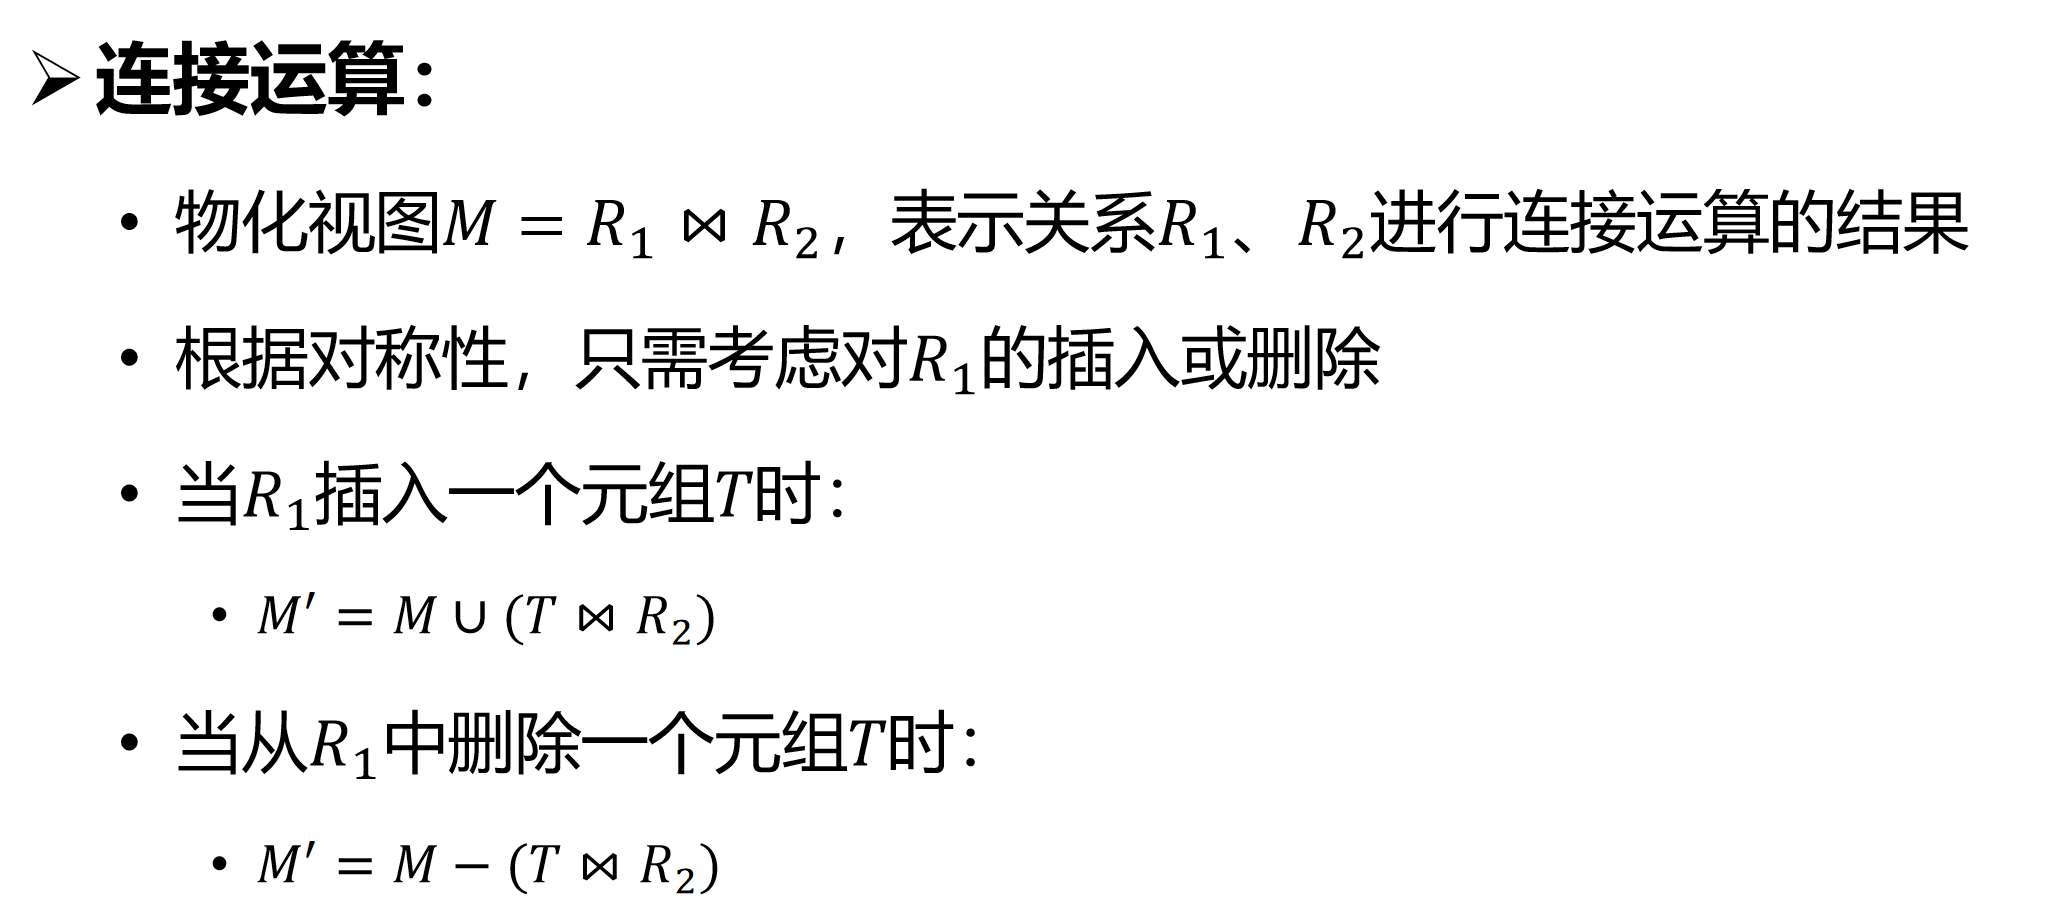 ➢ 连接运算：
• 物化视图M = R₁ ⋈ R₂，表示关系R₁、R₂进行连接运算的结果
• 根据对称性，只需考虑对R₁的插入或删除
• 当R₁插入一个元组T时：
• M′ = M ∪ (T ⋈ R₂)
• 当从R₁中删除一个元组T时：
• M′ = M − (T ⋈ R₂)